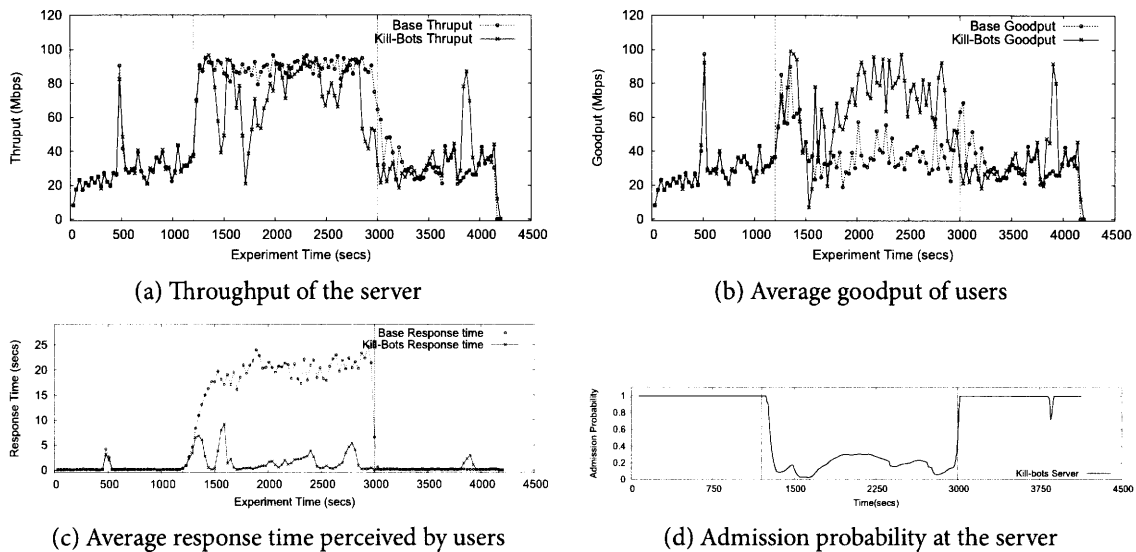 120
100
80
60
40
20
0
Thruput (Mbps)
Base Thruput
Kill-Bots Thruput
0 500 1000 1500 2000 2500 3000 3500 4000 4500
Experiment Time (secs)
(a) Throughput of the server
120
100
80
60
40
20
0
Goodput (Mbps)
Base Goodput
Kill-Bots Goodput
0 500 1000 1500 2000 2500 3000 3500 4000 4500
Experiment Time (secs)
(b) Average goodput of users
25
20
15
10
5
0
Response Time (secs)
Base Response time
Kill-Bots Response time
0 500 1000 1500 2000 2500 3000 3500 4000 4500
Experiment Time (secs)
(c) Average response time perceived by users
1
0.8
0.6
0.4
0.2
0
Admission Probability
Kill-bots Server
0 750 1500 2250 3000 3750 4500
Time(secs)
(d) Admission probability at the server